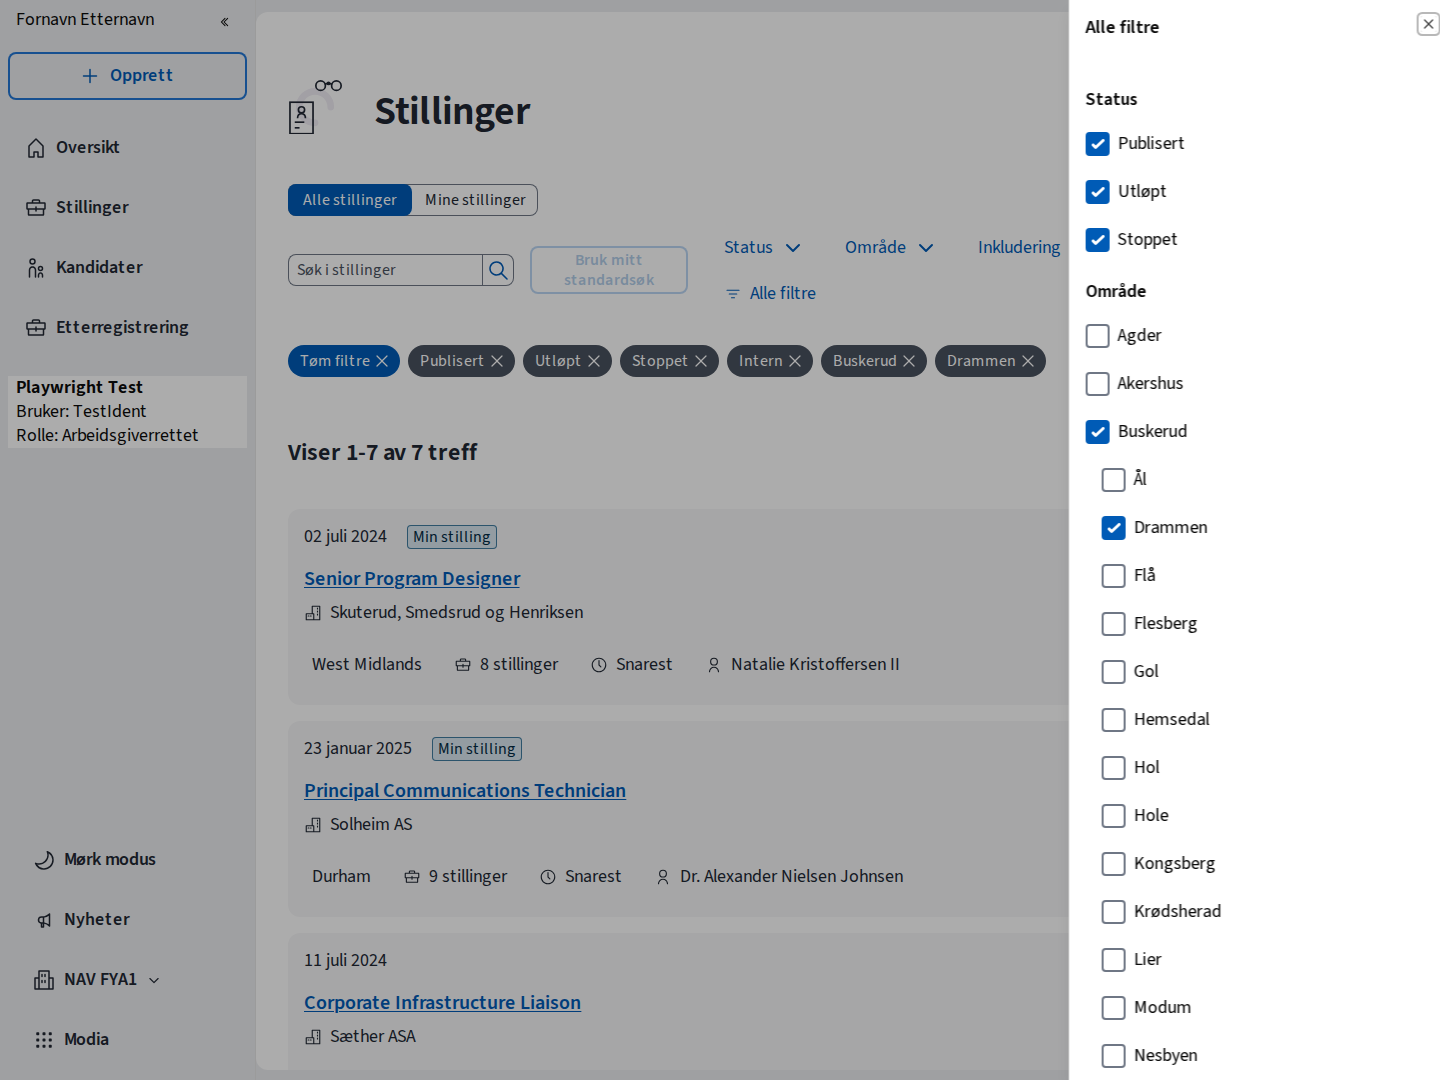 Fornavn Etternavn
Opprett
Oversikt
Stillinger
Kandidater
Etterregistrering
Playwright Test
Bruker: TestIdent
Rolle: Arbeidsgiverrettet
Mørk modus
Nyheter
NAV FYA1
Modia
Stillinger
Alle stillinger Mine stillinger
Søk i stillinger
Bruk mitt
standardsøk
Status Område Inkludering
Alle filtre
Tøm filtre Publisert Utløpt Stoppet Intern Buskerud Drammen
Viser 1-7 av 7 treff
02 juli 2024 Min stilling
Senior Program Designer
Skuterud, Smedsrud og Henriksen
West Midlands 8 stillinger Snarest Natalie Kristoffersen II
23 januar 2025 Min stilling
Principal Communications Technician
Solheim AS
Durham 9 stillinger Snarest Dr. Alexander Nielsen Johnsen
11 juli 2024
Corporate Infrastructure Liaison
Sæther ASA
Alle filtre
Status
Publisert
Utløpt
Stoppet
Område
Agder
Akershus
Buskerud
Ål
Drammen
Flå
Flesberg
Gol
Hemsedal
Hol
Hole
Kongsberg
Krødsherad
Lier
Modum
Nesbyen